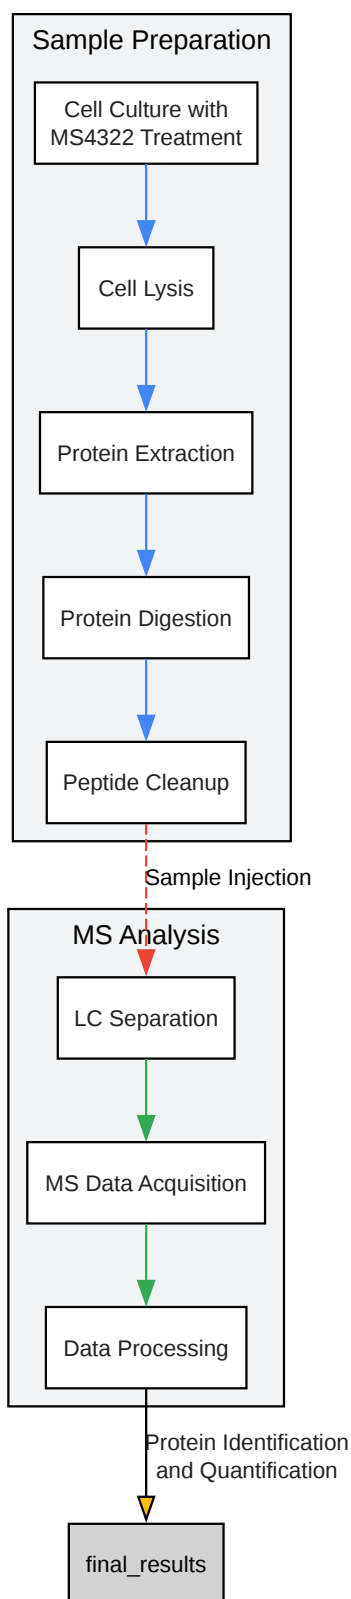 Sample Preparation
Cell Culture with
MS4322 Treatment
Cell Lysis
Protein Extraction
Protein Digestion
Peptide Cleanup
Sample Injection
MS Analysis
LC Separation
MS Data Acquisition
Data Processing
Protein Identification
and Quantification
final_results